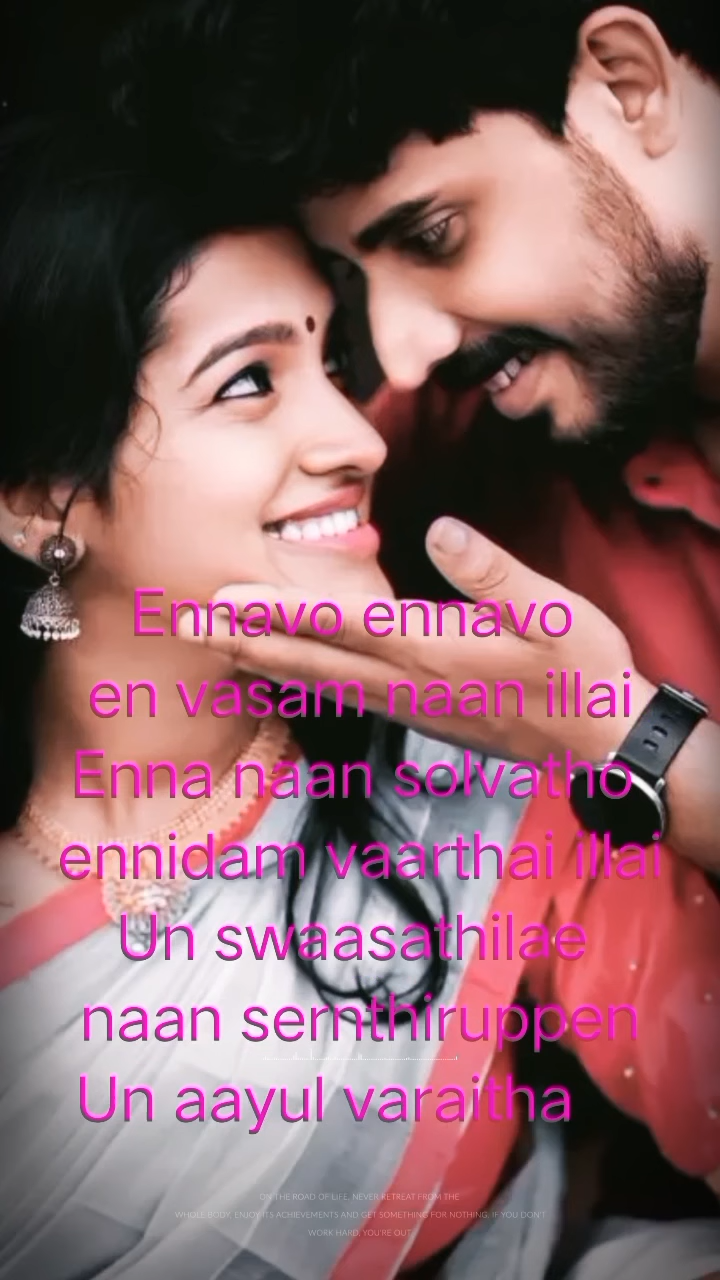 Ennavo ennavo
en vasam naan illai
Enna naan solvatho
ennidam vaarthai illai
Un swaasathilae
naan sernthiruppen
Un aayul varaitha
ON THE ROAD OF LIFE, NEVER RETREAT FROM THE
WHOLE BODY, ENJOY ITS ACHIEVEMENTS AND GET SOMETHING FOR NOTHING. IF YOU DON'T
WORK HARD, YOU'RE OUT